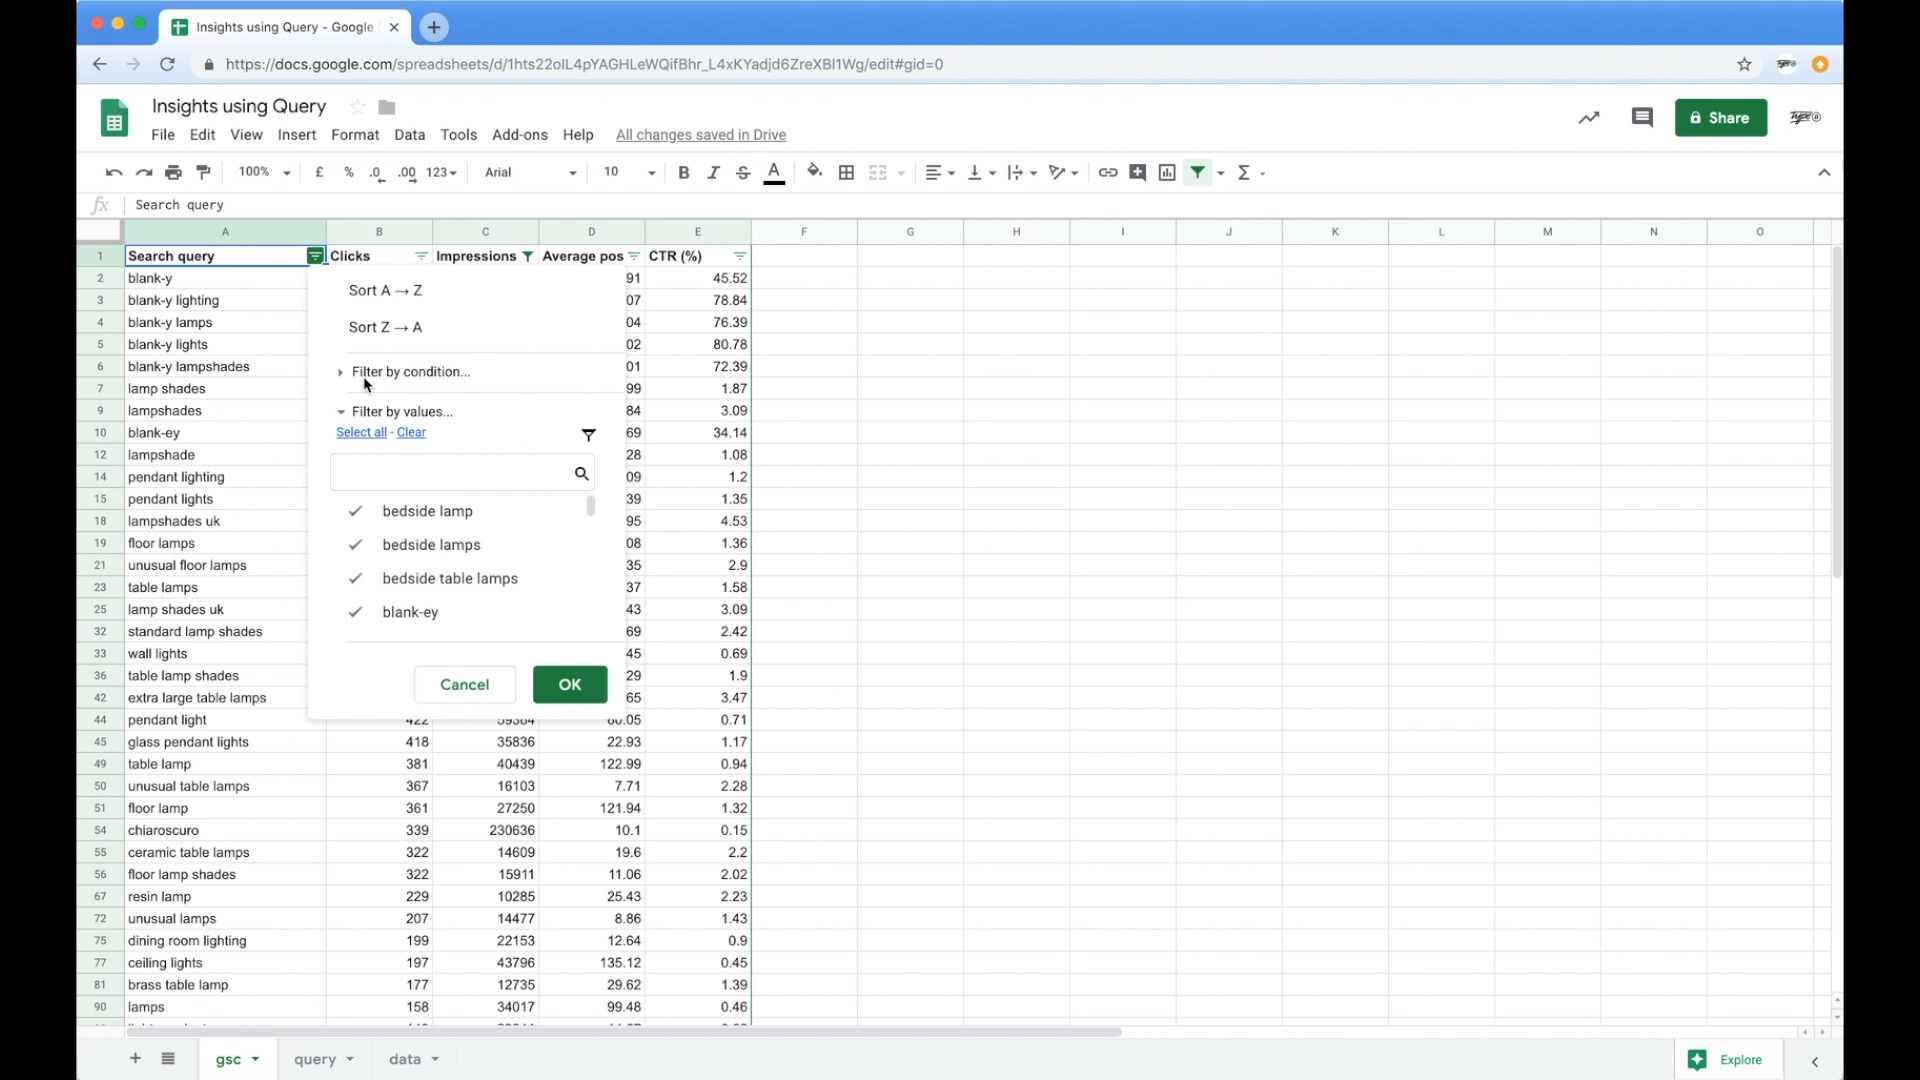 Insights using Query - Google
https://docs.google.com/spreadsheets/d/1hts22oIL4pYAGHLeWQifBhr_L4xKYadjd6ZreXBl1Wg/edit#gid=0
Insights using Query
File Edit View Insert Format Data Tools Add-ons Help All changes saved in Drive
Share
100% £ % .0 .00 123 Arial 10 B I S A
fx Search query
A B C D E F G H I J K L M N O
1 Search query Clicks Impressions Average pos CTR (%)
2 blank-y 91 45.52
Sort A → Z
3 blank-y lighting 07 78.84
4 blank-y lamps 04 76.39
Sort Z → A
5 blank-y lights 02 80.78
6 blank-y lampshades 01 72.39
Filter by condition...
7 lamp shades 99 1.87
9 lampshades 84 3.09
Filter by values...
10 blank-ey 69 34.14
Select all - Clear
12 lampshade 28 1.08
14 pendant lighting 09 1.2
15 pendant lights 39 1.35
bedside lamp
18 lampshades uk 95 4.53
19 floor lamps 08 1.36
bedside lamps
21 unusual floor lamps 35 2.9
bedside table lamps
23 table lamps 37 1.58
25 lamp shades uk 43 3.09
blank-ey
32 standard lamp shades 69 2.42
33 wall lights 45 0.69
36 table lamp shades 29 1.9
Cancel OK
42 extra large table lamps 65 3.47
44 pendant light 422 59364 60.05 0.71
45 glass pendant lights 418 35836 22.93 1.17
49 table lamp 381 40439 122.99 0.94
50 unusual table lamps 367 16103 7.71 2.28
51 floor lamp 361 27250 121.94 1.32
54 chiaroscuro 339 230636 10.1 0.15
55 ceramic table lamps 322 14609 19.6 2.2
56 floor lamp shades 322 15911 11.06 2.02
67 resin lamp 229 10285 25.43 2.23
72 unusual lamps 207 14477 8.86 1.43
75 dining room lighting 199 22153 12.64 0.9
77 ceiling lights 197 43796 135.12 0.45
81 brass table lamp 177 12735 29.62 1.39
90 lamps 158 34017 99.48 0.46
gsc query data Explore